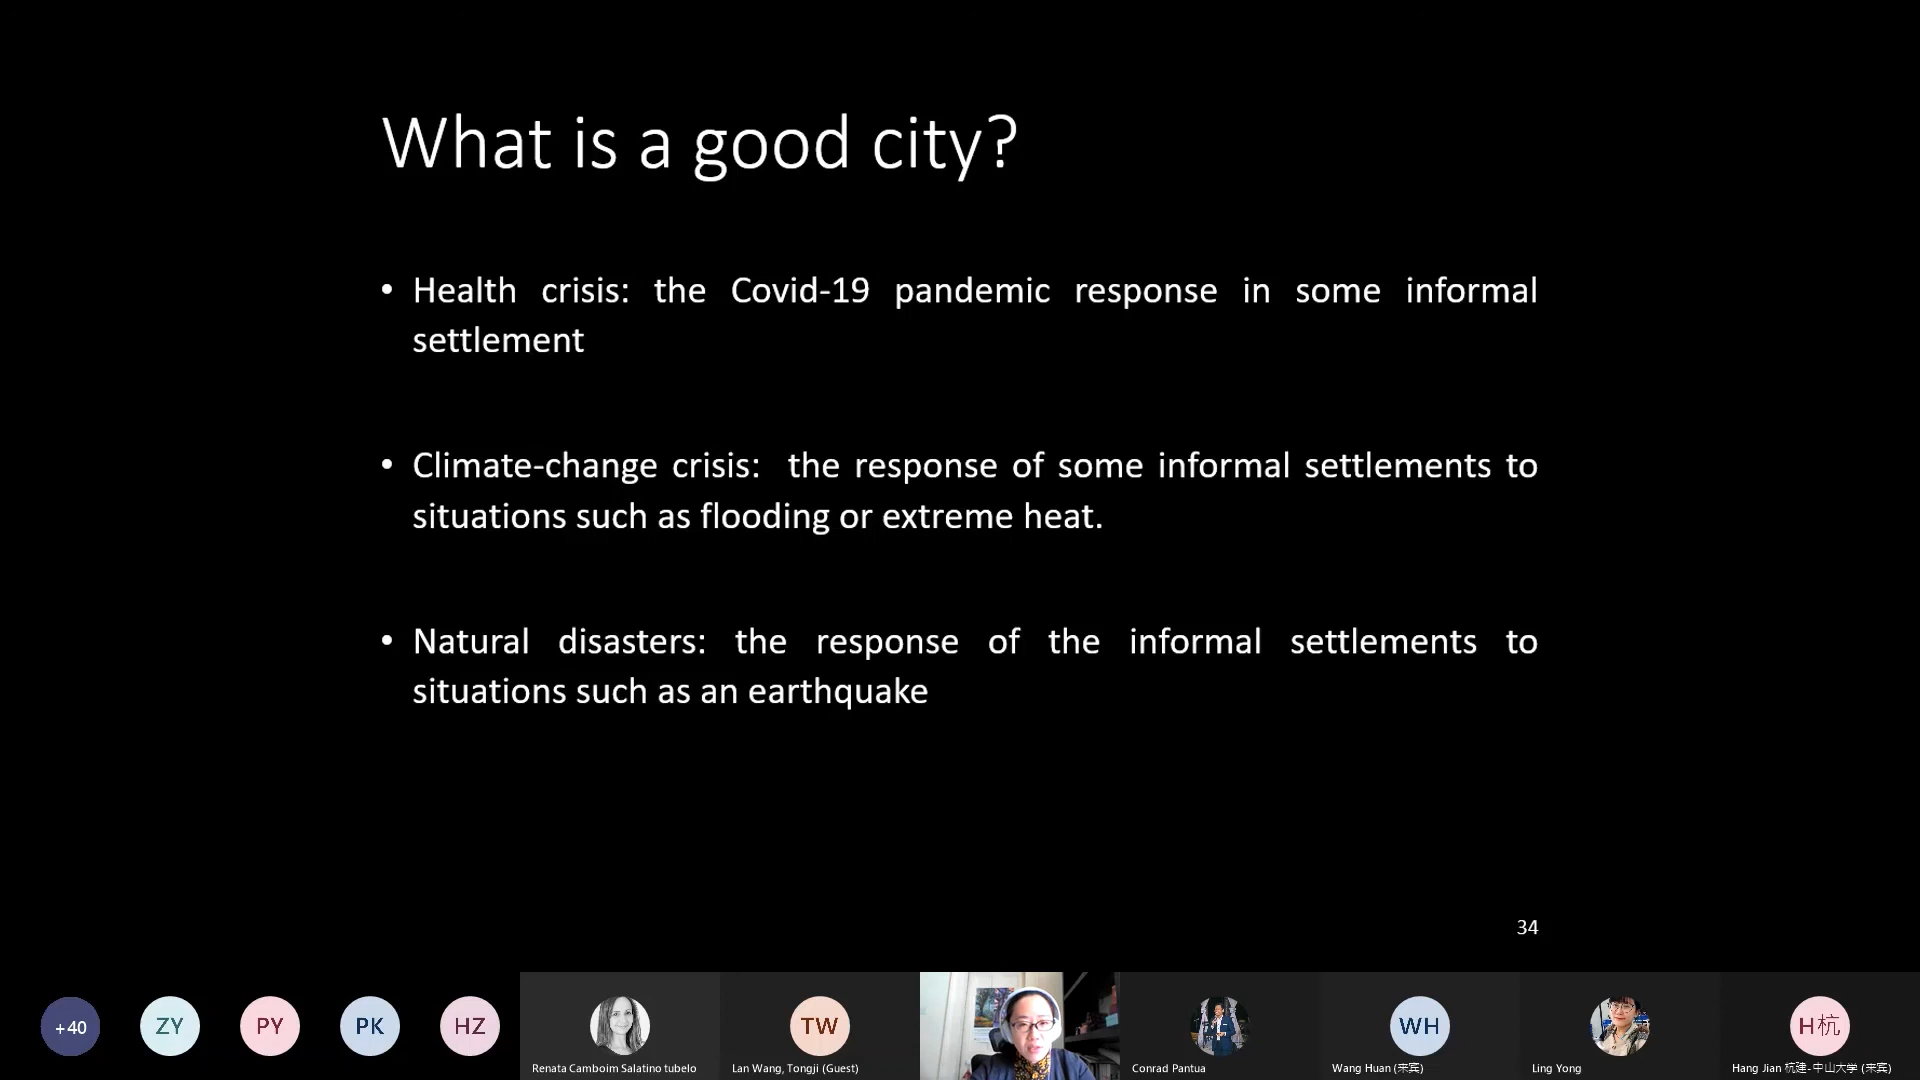 What is a good city?
• Health crisis: the Covid-19 pandemic response in some informal
settlement
• Climate-change crisis: the response of some informal settlements to
situations such as flooding or extreme heat.
• Natural disasters: the response of the informal settlements to
situations such as an earthquake
34
+40
ZY
PY
PK
HZ
TW
WH
H杭
Renata Camboim Salatino tubelo
Lan Wang, Tongji (Guest)
Conrad Pantua
Wang Huan (来宾)
Ling Yong
Hang Jian 杭建-中山大学 (来宾)